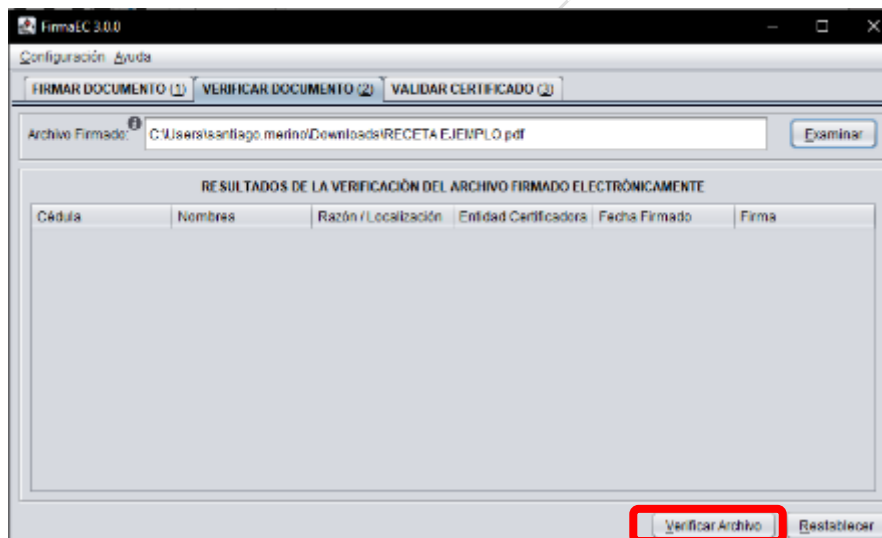 FirmaEC 3.0.0
Configuración Ayuda
FIRMAR DOCUMENTO (1) VERIFICAR DOCUMENTO (2) VALIDAR CERTIFICADO (3)
Archivo Firmado: C:\Users\santiago.merino\Downloads\RECETA EJEMPLO.pdf Examinar
RESULTADOS DE LA VERIFICACIÓN DEL ARCHIVO FIRMADO ELECTRÓNICAMENTE
Cédula Nombres Razón / Localización Entidad Certificadora Fecha Firmado Firma
Verificar Archivo Restablecer